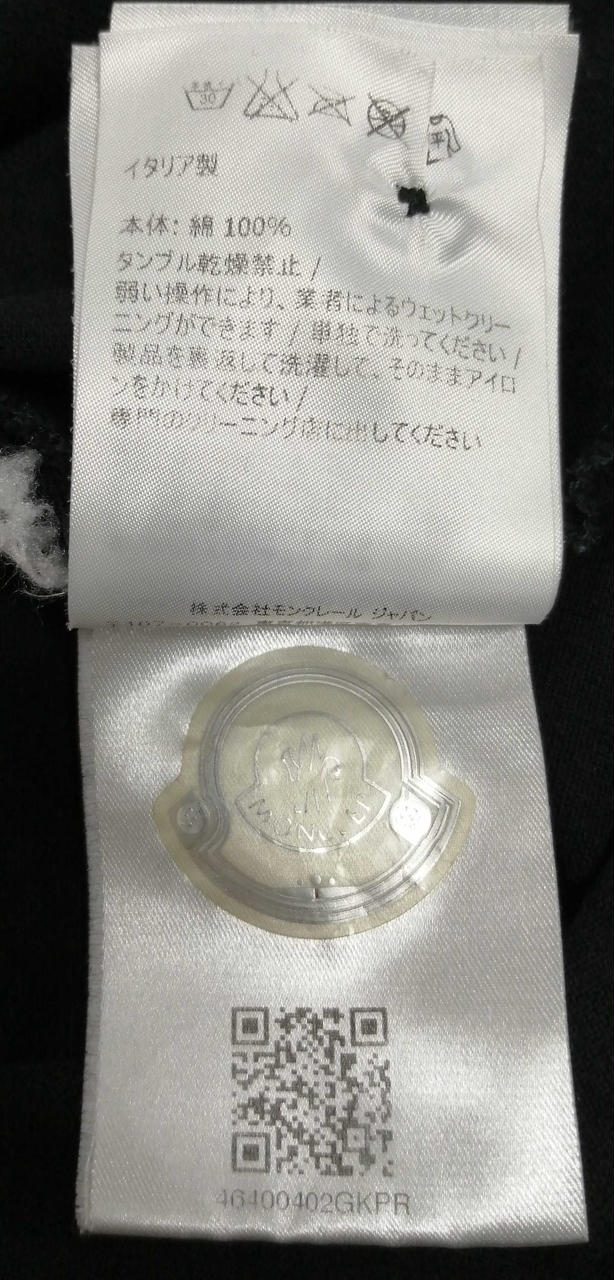 30
平
イタリア製
本体: 綿 100%
タンブル乾燥禁止 /
弱い操作により、業者によるウェットクリー
ニングができます / 単独で洗ってください /
製品を裏返して洗濯して、そのままアイロ
ンをかけてください /
専門のクリーニング店に出してください
株式会社モンクレール ジャパン
MONCLER
46400402GKPR